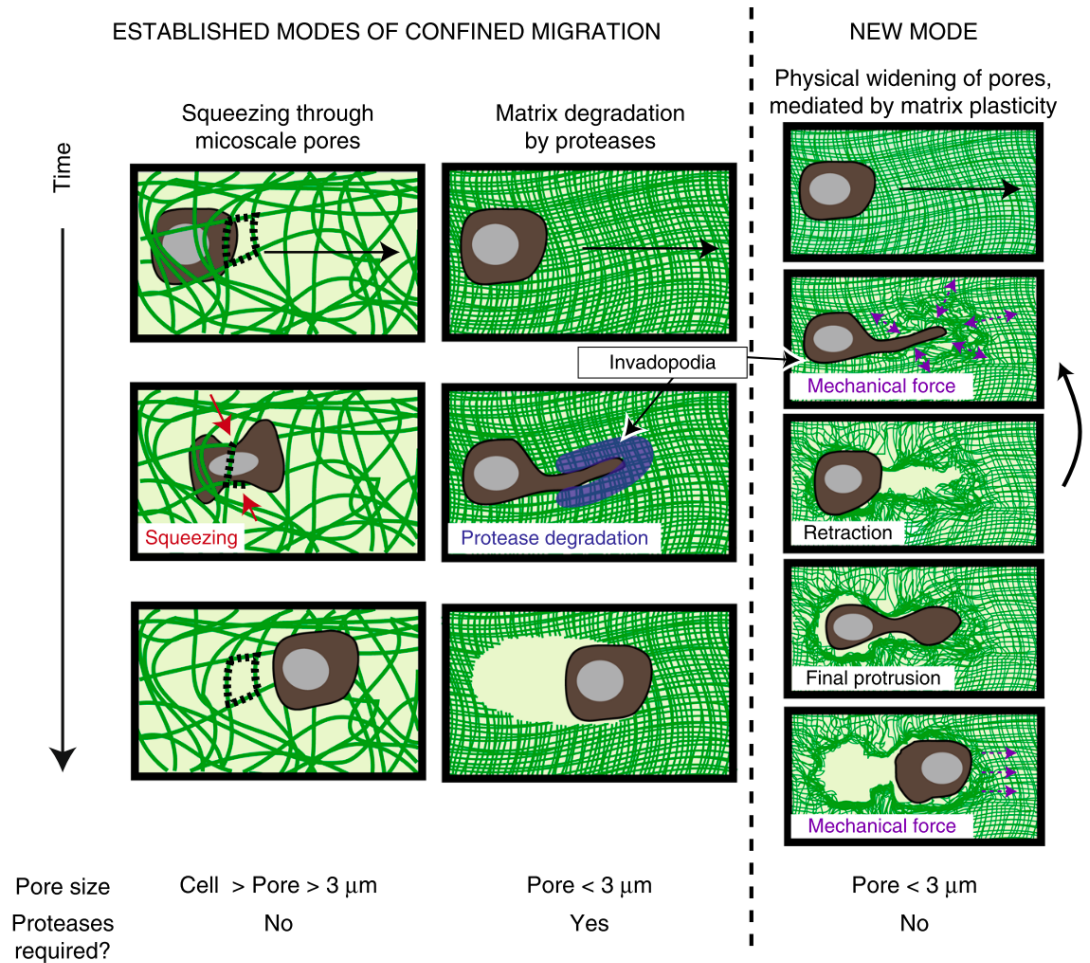 ESTABLISHED MODES OF CONFINED MIGRATION
NEW MODE
Squeezing through
micoscale pores
Matrix degradation
by proteases
Physical widening of pores,
mediated by matrix plasticity
Time
Invadopodia
Mechanical force
Squeezing
Protease degradation
Retraction
Final protrusion
Mechanical force
Pore size
Cell > Pore > 3 μm
Pore < 3 μm
Pore < 3 μm
Proteases
required?
No
Yes
No